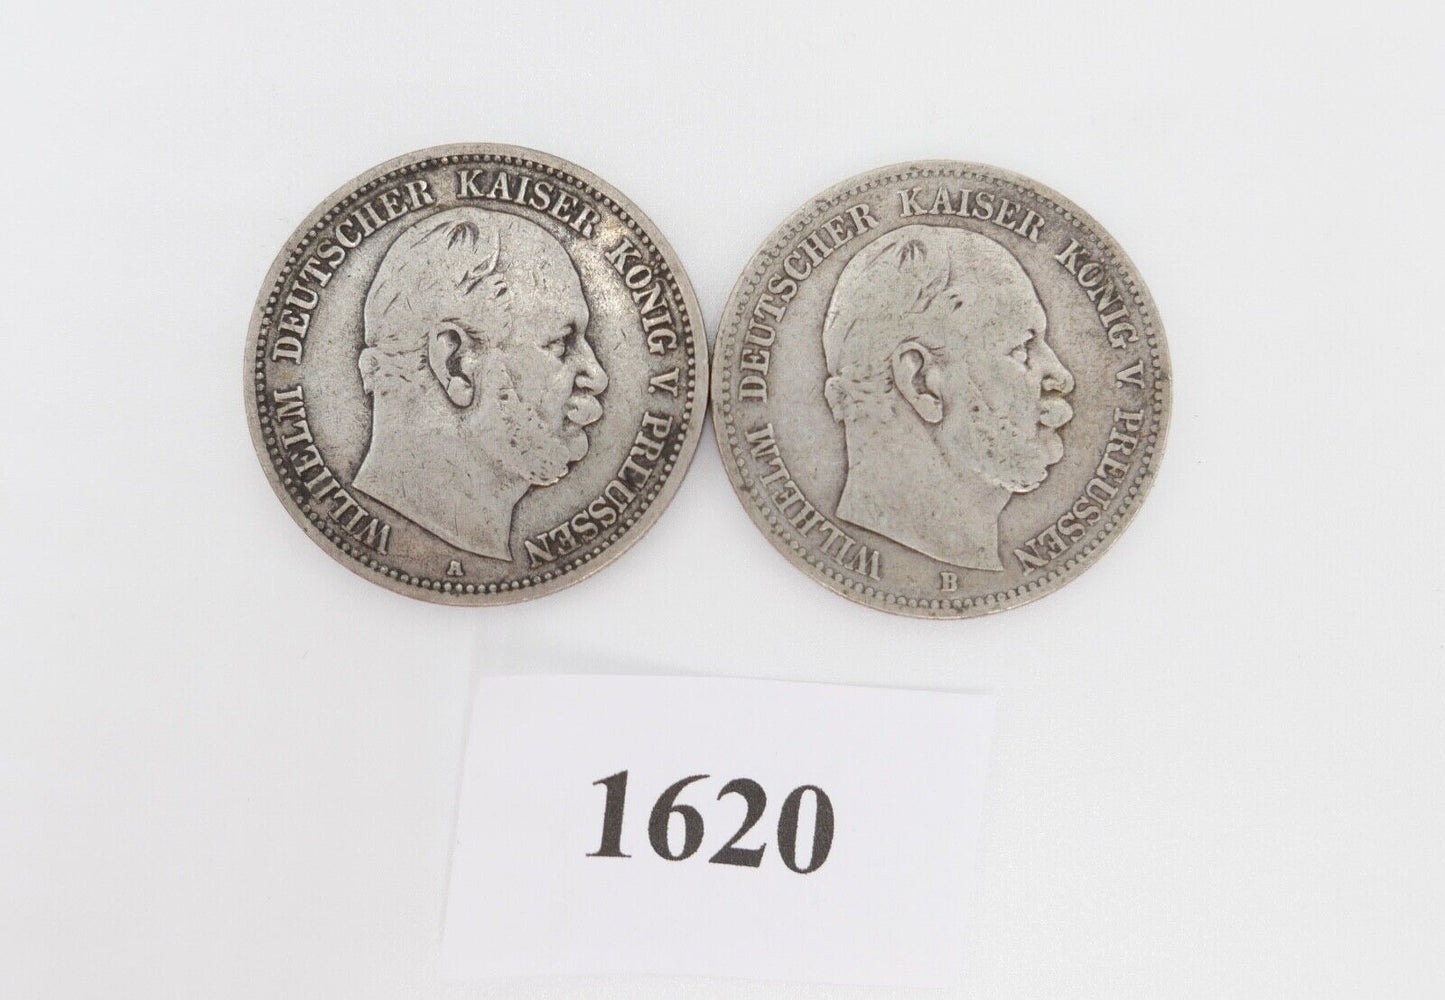 WILHELM DEUTSCHER KAISER KÖNIG V. PREUSSEN
A
WILHELM DEUTSCHER KAISER KÖNIG V. PREUSSEN
B
1620